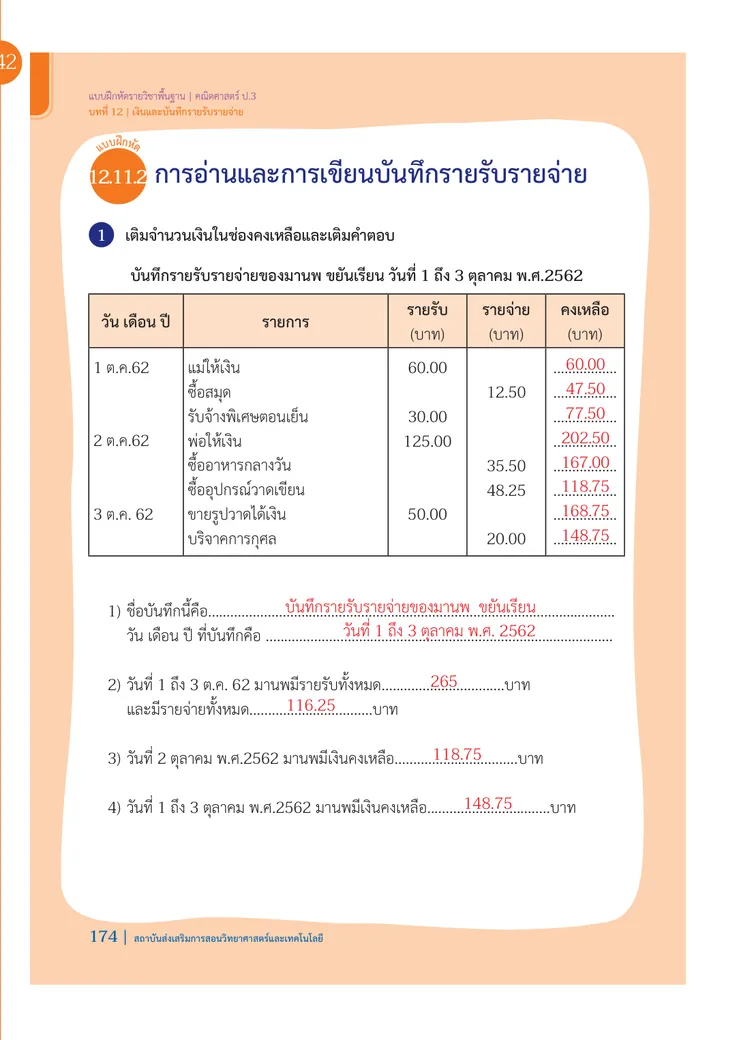 42
แบบฝึกหัดรายวิชาพื้นฐาน | คณิตศาสตร์ ป.3
บทที่ 12 | เงินและบันทึกรายรับรายจ่าย
แบบฝึกหัด
12.11.2 การอ่านและการเขียนบันทึกรายรับรายจ่าย
1 เติมจำนวนเงินในช่องคงเหลือและเติมคำตอบ
บันทึกรายรับรายจ่ายของมานพ ขยันเรียน วันที่ 1 ถึง 3 ตุลาคม พ.ศ.2562
วัน เดือน ปี รายการ รายรับ (บาท) รายจ่าย (บาท) คงเหลือ (บาท)
1 ต.ค.62 แม่ให้เงิน 60.00 60.00
ซื้อสมุด 12.50 47.50
รับจ้างพิเศษตอนเย็น 30.00 77.50
2 ต.ค.62 พ่อให้เงิน 125.00 202.50
ซื้ออาหารกลางวัน 35.50 167.00
ซื้ออุปกรณ์วาดเขียน 48.25 118.75
3 ต.ค. 62 ขายรูปวาดได้เงิน 50.00 168.75
บริจาคการกุศล 20.00 148.75
1) ชื่อบันทึกนี้คือ....บันทึกรายรับรายจ่ายของมานพ ขยันเรียน....
วัน เดือน ปี ที่บันทึกคือ ....วันที่ 1 ถึง 3 ตุลาคม พ.ศ. 2562....
2) วันที่ 1 ถึง 3 ต.ค. 62 มานพมีรายรับทั้งหมด....265....บาท
และมีรายจ่ายทั้งหมด....116.25....บาท
3) วันที่ 2 ตุลาคม พ.ศ.2562 มานพมีเงินคงเหลือ....118.75....บาท
4) วันที่ 1 ถึง 3 ตุลาคม พ.ศ.2562 มานพมีเงินคงเหลือ....148.75....บาท
174 | สถาบันส่งเสริมการสอนวิทยาศาสตร์และเทคโนโลยี